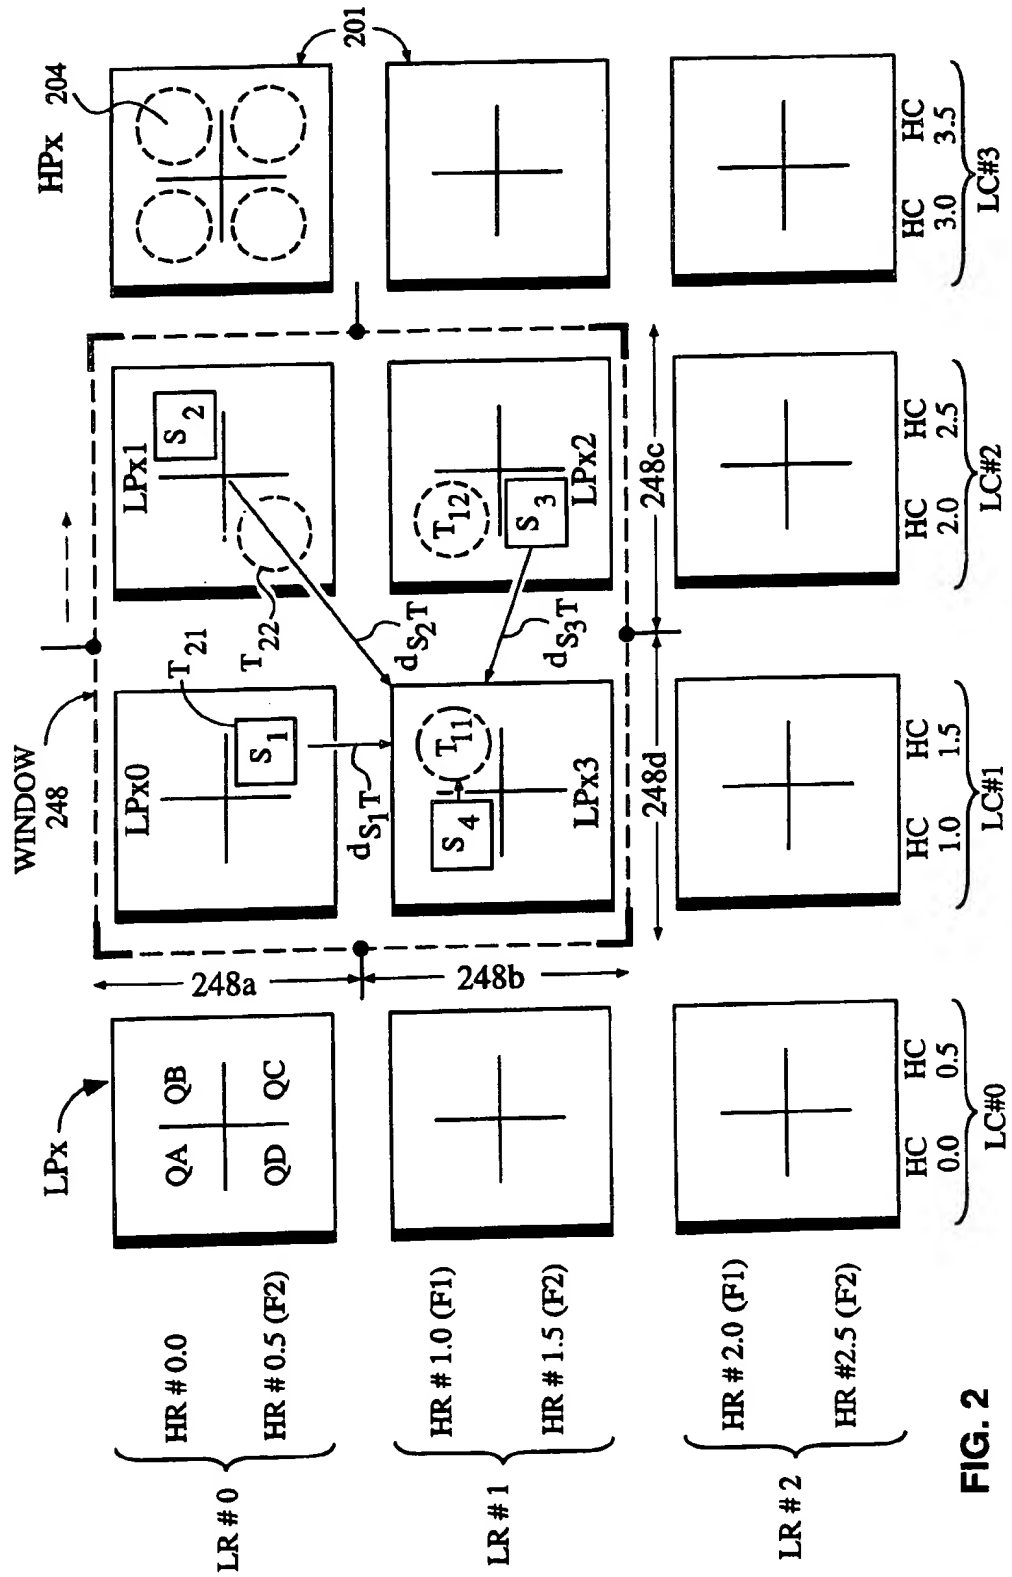 HPx
204
201
WINDOW
248
LPx
QA
QB
QD
QC
LPx0
S1
T21
LPx1
S2
T22
dS1T
dS2T
dS3T
LPx3
S4
T11
LPx2
T12
S3
248a
248b
248d
248c
LR # 0
HR # 0.0
HR # 0.5 (F2)
LR # 1
HR # 1.0 (F1)
HR # 1.5 (F2)
LR # 2
HR # 2.0 (F1)
HR #2.5 (F2)
HC 0.0
HC 0.5
LC#0
HC 1.0
HC 1.5
LC#1
HC 2.0
HC 2.5
LC#2
HC 3.0
HC 3.5
LC#3
FIG. 2